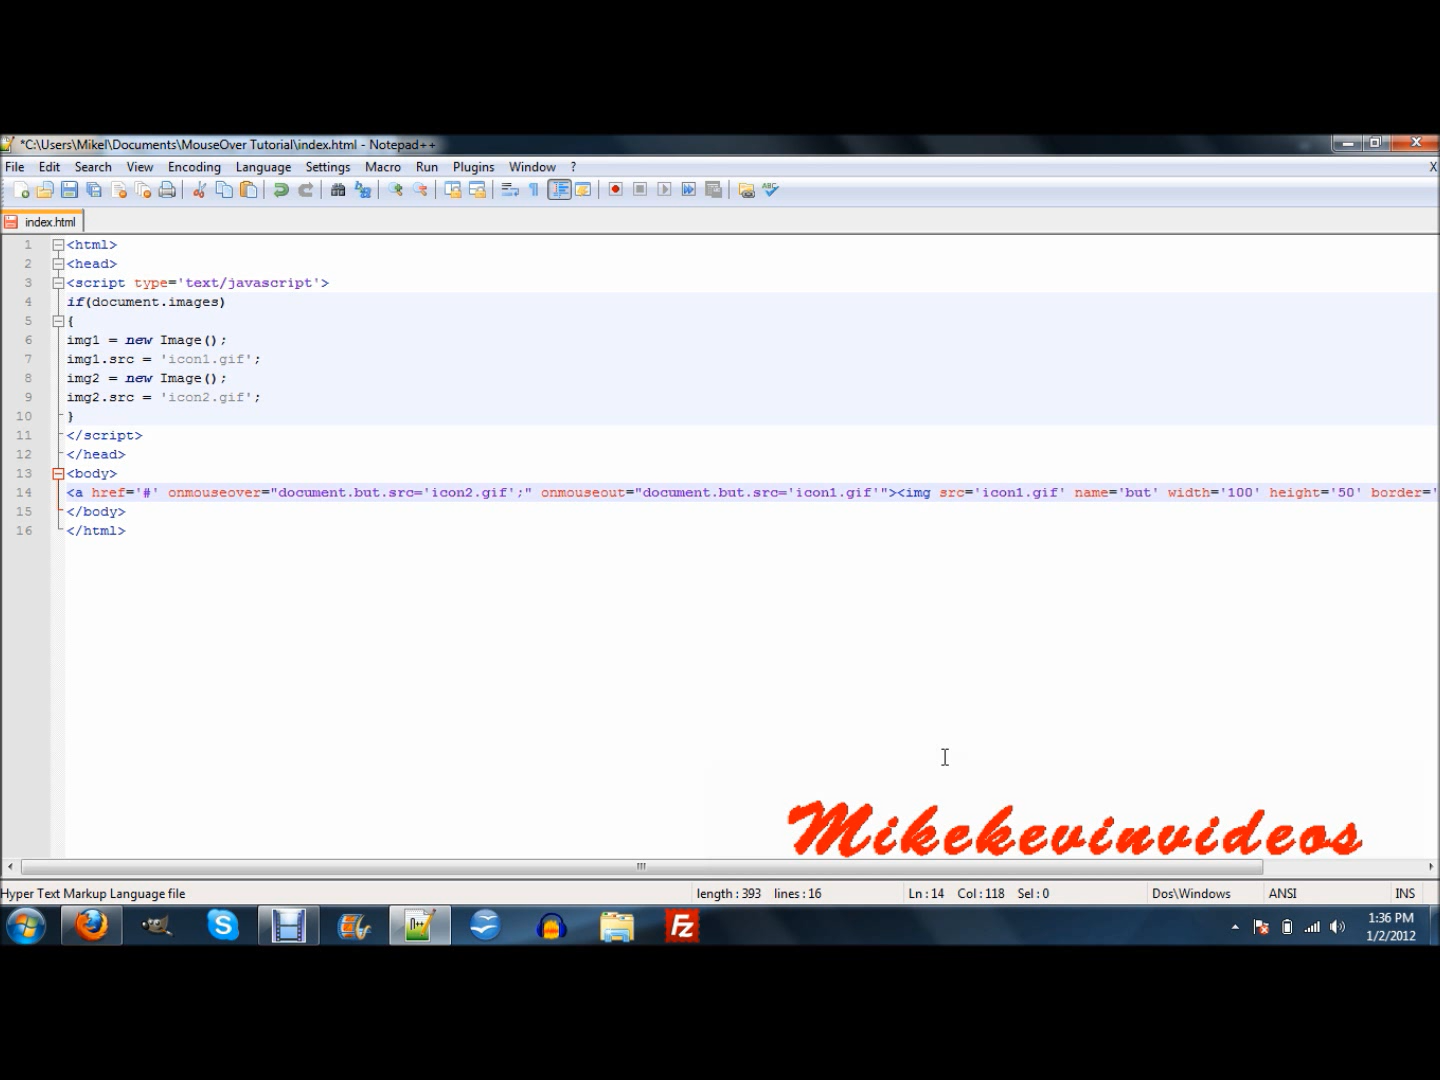 *C:\Users\Mikel\Documents\MouseOver Tutorial\index.html - Notepad++
File Edit Search View Encoding Language Settings Macro Run Plugins Window ? X
index.html
1 <html>
2 <head>
3 <script type='text/javascript'>
4 if(document.images)
5 {
6 img1 = new Image();
7 img1.src = 'icon1.gif';
8 img2 = new Image();
9 img2.src = 'icon2.gif';
10 }
11 </script>
12 </head>
13 <body>
14 <a href='#' onmouseover="document.but.src='icon2.gif';" onmouseout="document.but.src='icon1.gif'"><img src='icon1.gif' name='but' width='100' height='50' border='
15 </body>
16 </html>
Mikekevinvideos
Hyper Text Markup Language file length : 393 lines : 16 Ln : 14 Col : 118 Sel : 0 Dos\Windows ANSI INS
1:36 PM
1/2/2012